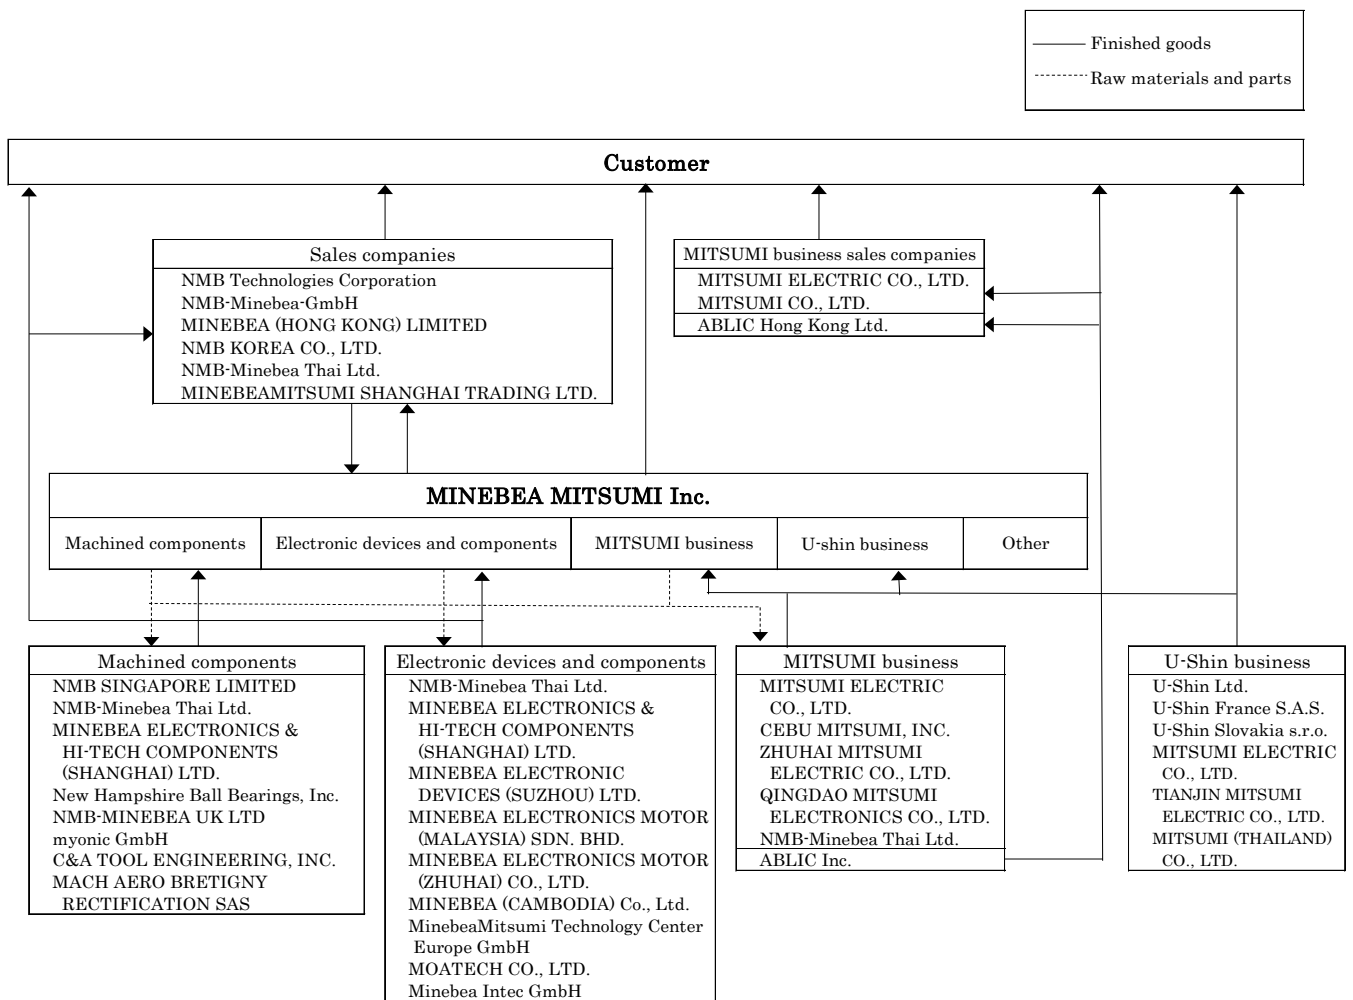 Finished goods
Raw materials and parts
Customer
Sales companies
NMB Technologies Corporation
NMB-Minebea-GmbH
MINEBEA (HONG KONG) LIMITED
NMB KOREA CO., LTD.
NMB-Minebea Thai Ltd.
MINEBEAMITSUMI SHANGHAI TRADING LTD.
MITSUMI business sales companies
MITSUMI ELECTRIC CO., LTD.
MITSUMI CO., LTD.
ABLIC Hong Kong Ltd.
MINEBEA MITSUMI Inc.
Machined components
Electronic devices and components
MITSUMI business
U-shin business
Other
Machined components
NMB SINGAPORE LIMITED
NMB-Minebea Thai Ltd.
MINEBEA ELECTRONICS &
HI-TECH COMPONENTS
(SHANGHAI) LTD.
New Hampshire Ball Bearings, Inc.
NMB-MINEBEA UK LTD
myonic GmbH
C&A TOOL ENGINEERING, INC.
MACH AERO BRETIGNY
RECTIFICATION SAS
Electronic devices and components
NMB-Minebea Thai Ltd.
MINEBEA ELECTRONICS &
HI-TECH COMPONENTS
(SHANGHAI) LTD.
MINEBEA ELECTRONIC
DEVICES (SUZHOU) LTD.
MINEBEA ELECTRONICS MOTOR
(MALAYSIA) SDN. BHD.
MINEBEA ELECTRONICS MOTOR
(ZHUHAI) CO., LTD.
MINEBEA (CAMBODIA) Co., Ltd.
MinebeaMitsumi Technology Center
Europe GmbH
MOATECH CO., LTD.
Minebea Intec GmbH
MITSUMI business
MITSUMI ELECTRIC
CO., LTD.
CEBU MITSUMI, INC.
ZHUHAI MITSUMI
ELECTRIC CO., LTD.
QINGDAO MITSUMI
ELECTRONICS CO., LTD.
NMB-Minebea Thai Ltd.
ABLIC Inc.
U-Shin business
U-Shin Ltd.
U-Shin France S.A.S.
U-Shin Slovakia s.r.o.
MITSUMI ELECTRIC
CO., LTD.
TIANJIN MITSUMI
ELECTRIC CO., LTD.
MITSUMI (THAILAND)
CO., LTD.